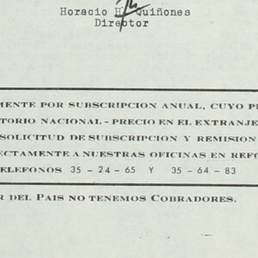 Horacio H. Quiñones
Director
MENTE POR SUBSCRIPCION ANUAL, CUYO P
TORIO NACIONAL - PRECIO EN EL EXTRANJE
SOLICITUD DE SUBSCRIPCION Y REMISION
ECTAMENTE A NUESTRAS OFICINAS EN REFO
ELEFONOS 35 - 24 - 65 Y 35 - 64 - 83
R DEL PAIS NO TENEMOS COBRADORES.